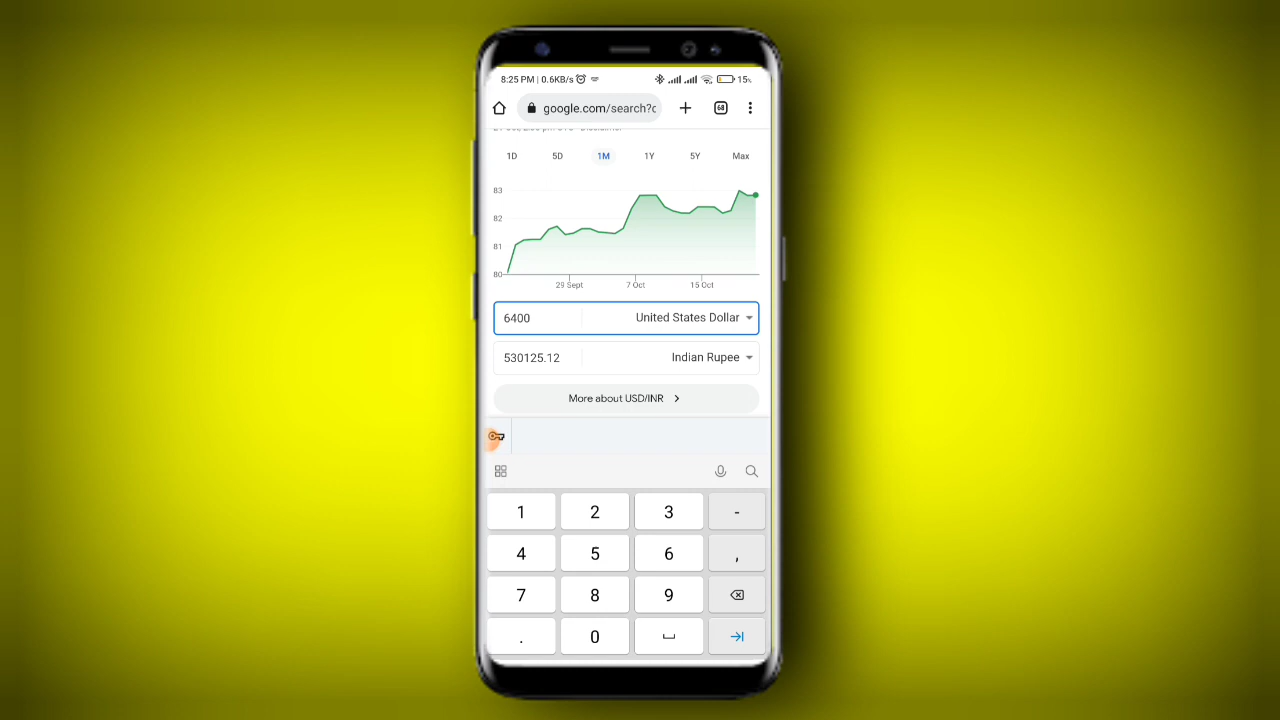 8:25 PM | 0.6KB/s 15%
google.com/search?c 68
1D 5D 1M 1Y 5Y Max
83
82
81
80
29 Sept 7 Oct 15 Oct
6400 United States Dollar
530125.12 Indian Rupee
More about USD/INR
1 2 3 -
4 5 6 ,
7 8 9
. 0